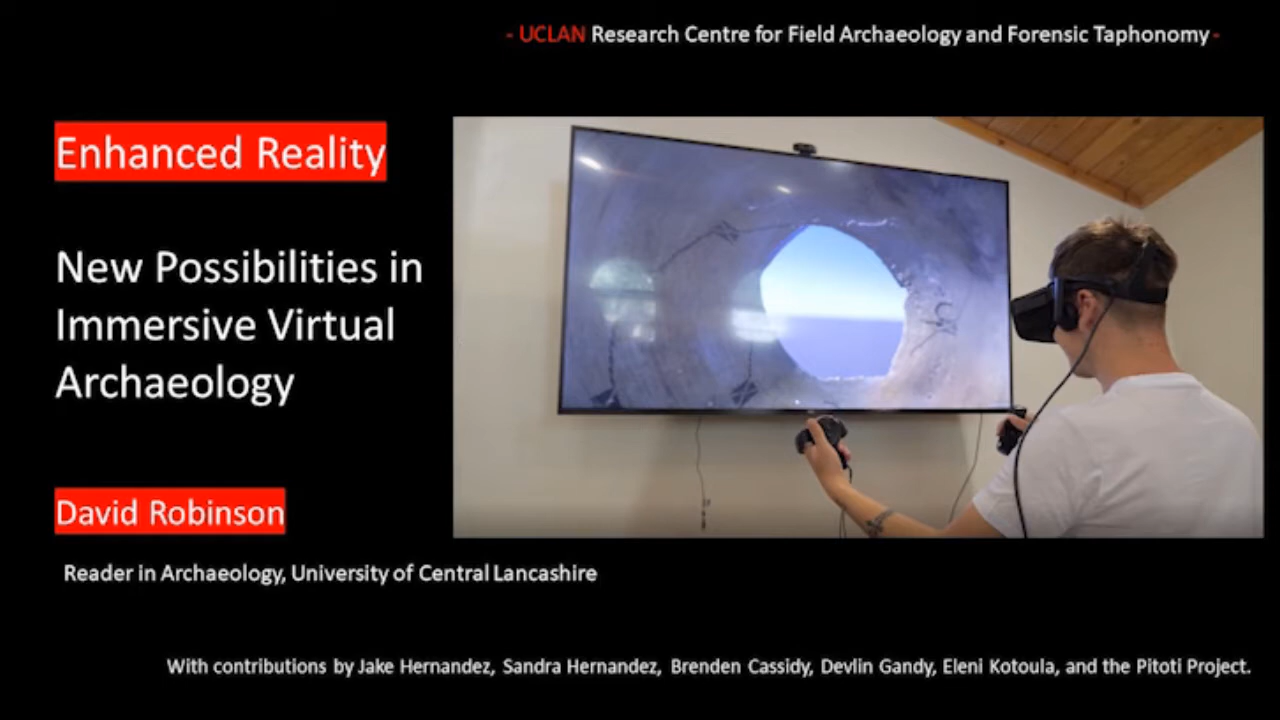 - UCLAN Research Centre for Field Archaeology and Forensic Taphonomy -
Enhanced Reality
New Possibilities in
Immersive Virtual
Archaeology
David Robinson
Reader in Archaeology, University of Central Lancashire
With contributions by Jake Hernandez, Sandra Hernandez, Brenden Cassidy, Devlin Gandy, Eleni Kotoula, and the Pitoti Project.